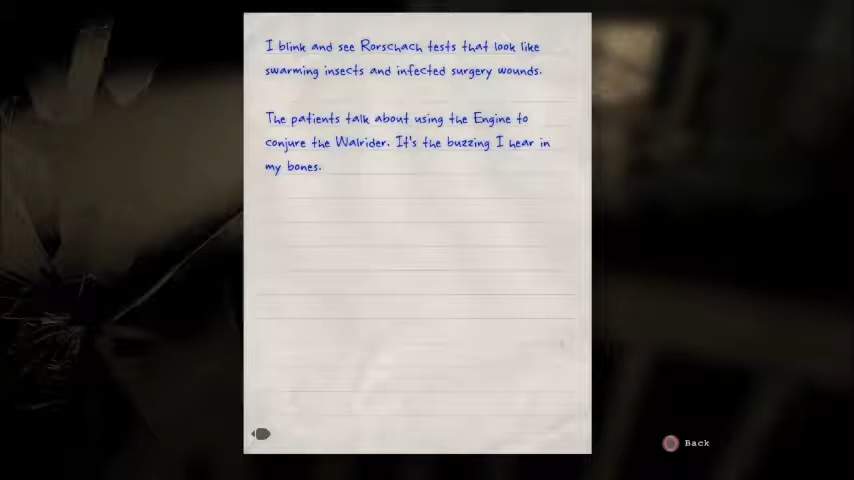 I blink and see Rorschach tests that look like
swarming insects and infected surgery wounds.
The patients talk about using the Engine to
conjure the Walrider. It's the buzzing I hear in
my bones.
Back